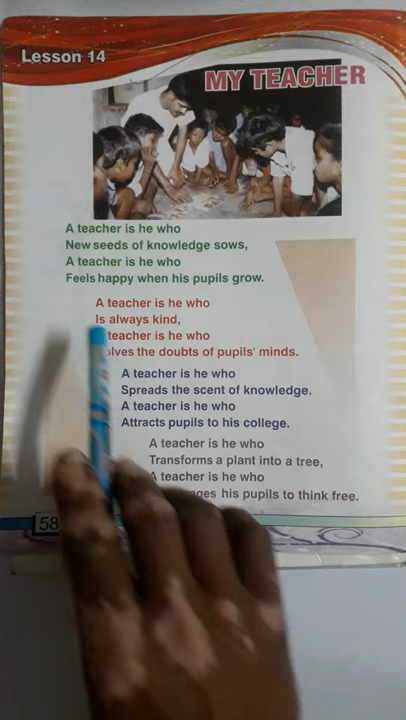 Lesson 14
MY TEACHER
A teacher is he who
New seeds of knowledge sows,
A teacher is he who
Feels happy when his pupils grow.
A teacher is he who
Is always kind,
teacher is he who
the doubts of pupils' minds.
A teacher is he who
Spreads the scent of knowledge.
A teacher is he who
Attracts pupils to his college.
A teacher is he who
Transforms a plant into a tree,
A teacher is he who
his pupils to think free.
58